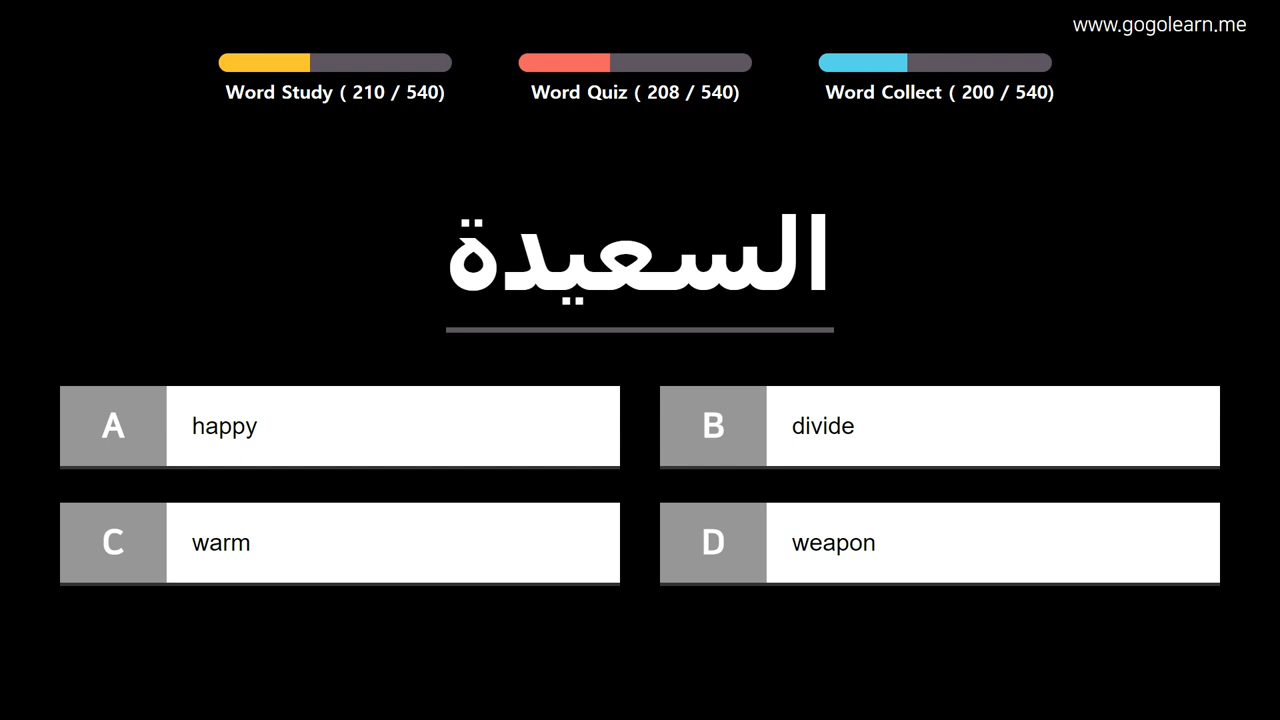 www.gogolearn.me
Word Study ( 210 / 540)
Word Quiz ( 208 / 540)
Word Collect ( 200 / 540)
السعيدة
A happy
B divide
C warm
D weapon